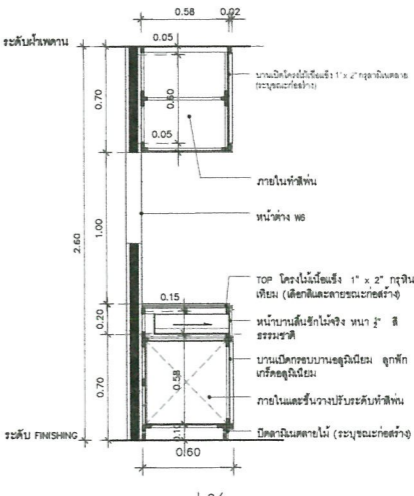 0.58
0.02
ระดับฝ้าเพดาน
0.05
บานเปิดโครงไม้เนื้อแข็ง 1" x 2" กรุลามิเนตลาย
(ระบุขณะก่อสร้าง)
0.70
0.60
0.05
ภายในทำสีพ่น
หน้าต่าง W6
2.60
1.00
TOP โครงไม้เนื้อแข็ง 1" x 2" กรุหิน
เทียม (เลือกสีและลายขณะก่อสร้าง)
0.15
0.20
หน้าบานลิ้นชักไม้จริง หนา ½" สี
ธรรมชาติ
บานเปิดกรอบบานอลูมิเนียม ลูกฟัก
เกร็ดอลูมิเนียม
0.70
0.58
ภายในและชั้นวางปรับระดับทำสีพ่น
0.10
ระดับ FINISHING
ปิดลามิเนตลายไม้ (ระบุขณะก่อสร้าง)
0.60